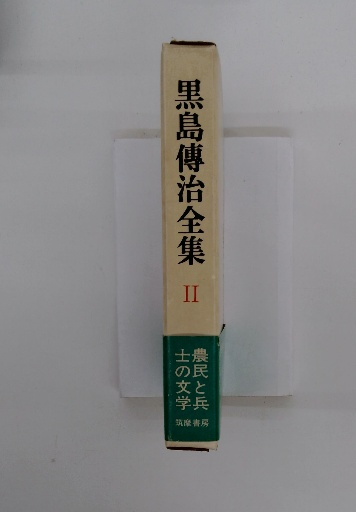 黒島傳治全集
II
農民と兵
士の文学
筑摩書房